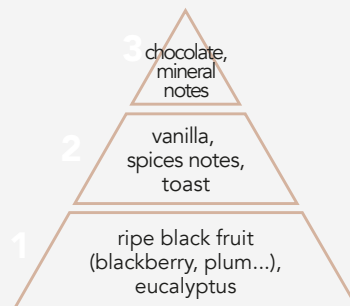 3
chocolate,
mineral
notes
2
vanilla,
spices notes,
toast
1
ripe black fruit
(blackberry, plum...),
eucalyptus